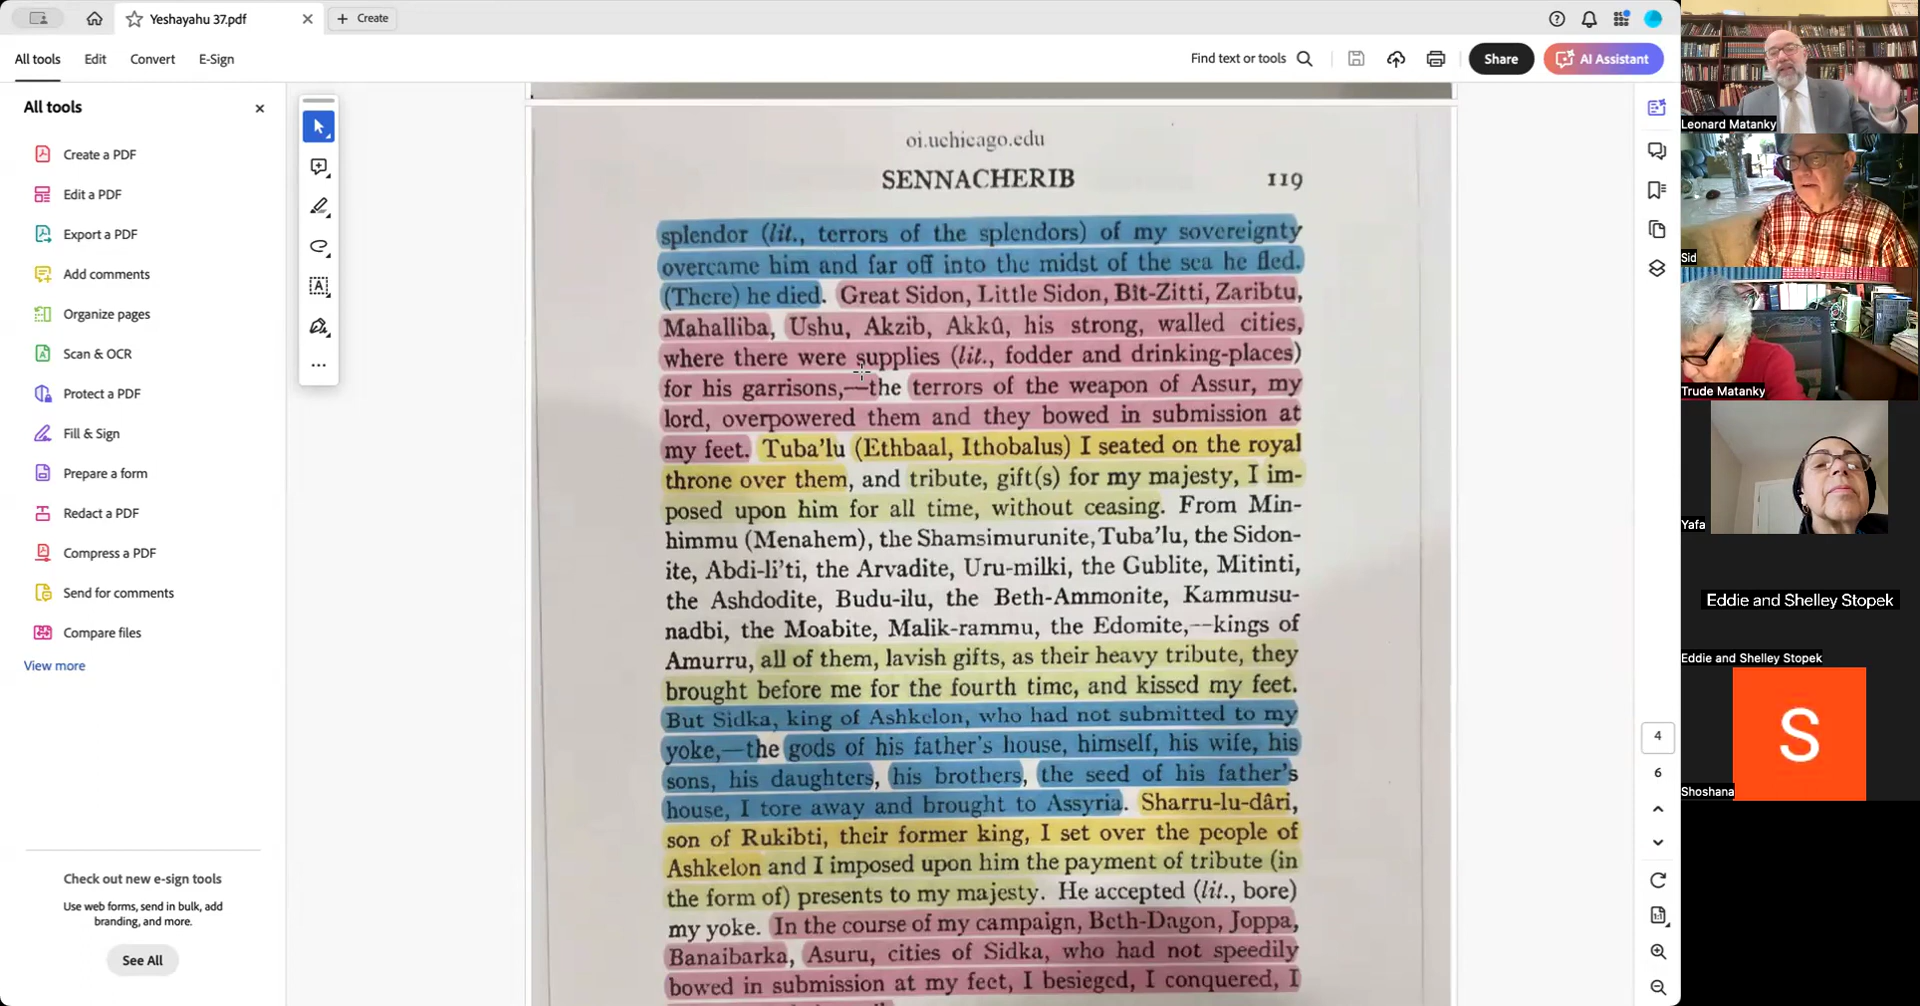 Yeshayahu 37.pdf
Create
All tools
Edit
Convert
E-Sign
Find text or tools
Share
AI Assistant
All tools
Create a PDF
Edit a PDF
Export a PDF
Add comments
Organize pages
Scan & OCR
Protect a PDF
Fill & Sign
Prepare a form
Redact a PDF
Compress a PDF
Send for comments
Compare files
View more
Check out new e-sign tools
Use web forms, send in bulk, add
branding, and more.
See All
oi.uchicago.edu
SENNACHERIB 119
splendor (lit., terrors of the splendors) of my sovereignty
overcame him and far off into the midst of the sea he fled.
(There) he died. Great Sidon, Little Sidon, Bît-Zitti, Zaribtu,
Mahalliba, Ushu, Akzib, Akkû, his strong, walled cities,
where there were supplies (lit., fodder and drinking-places)
for his garrisons,—the terrors of the weapon of Assur, my
lord, overpowered them and they bowed in submission at
my feet. Tuba'lu (Ethbaal, Ithobalus) I seated on the royal
throne over them, and tribute, gift(s) for my majesty, I im-
posed upon him for all time, without ceasing. From Min-
himmu (Menahem), the Shamsimurunite, Tuba'lu, the Sidon-
ite, Abdi-li'ti, the Arvadite, Uru-milki, the Gublite, Mitinti,
the Ashdodite, Budu-ilu, the Beth-Ammonite, Kammusu-
nadbi, the Moabite, Malik-rammu, the Edomite,—kings of
Amurru, all of them, lavish gifts, as their heavy tribute, they
brought before me for the fourth time, and kissed my feet.
But Sidka, king of Ashkelon, who had not submitted to my
yoke,—the gods of his father's house, himself, his wife, his
sons, his daughters, his brothers, the seed of his father's
house, I tore away and brought to Assyria. Sharru-lu-dâri,
son of Rukibti, their former king, I set over the people of
Ashkelon and I imposed upon him the payment of tribute (in
the form of) presents to my majesty. He accepted (lit., bore)
my yoke. In the course of my campaign, Beth-Dagon, Joppa,
Banaibarka, Asuru, cities of Sidka, who had not speedily
bowed in submission at my feet, I besieged, I conquered, I
4
6
Leonard Matanky
Sid
Trude Matanky
Yafa
Eddie and Shelley Stopek
Eddie and Shelley Stopek
S
Shoshana